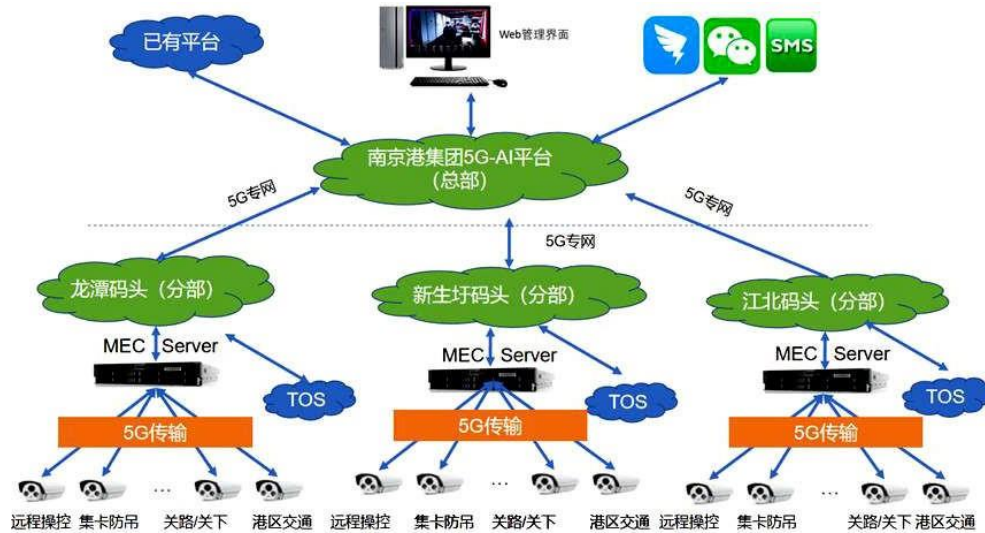 已有平台
Web管理界面
SMS
南京港集团5G-AI平台
（总部）
5G专网
5G专网
5G专网
龙潭码头（分部）
新生圩码头（分部）
江北码头（分部）
MEC Server
MEC Server
MEC Server
TOS
TOS
TOS
5G传输
5G传输
5G传输
...
...
...
远程操控 集卡防吊 关路/关下 港区交通
远程操控 集卡防吊 关路/关下 港区交通
远程操控 集卡防吊 关路/关下 港区交通